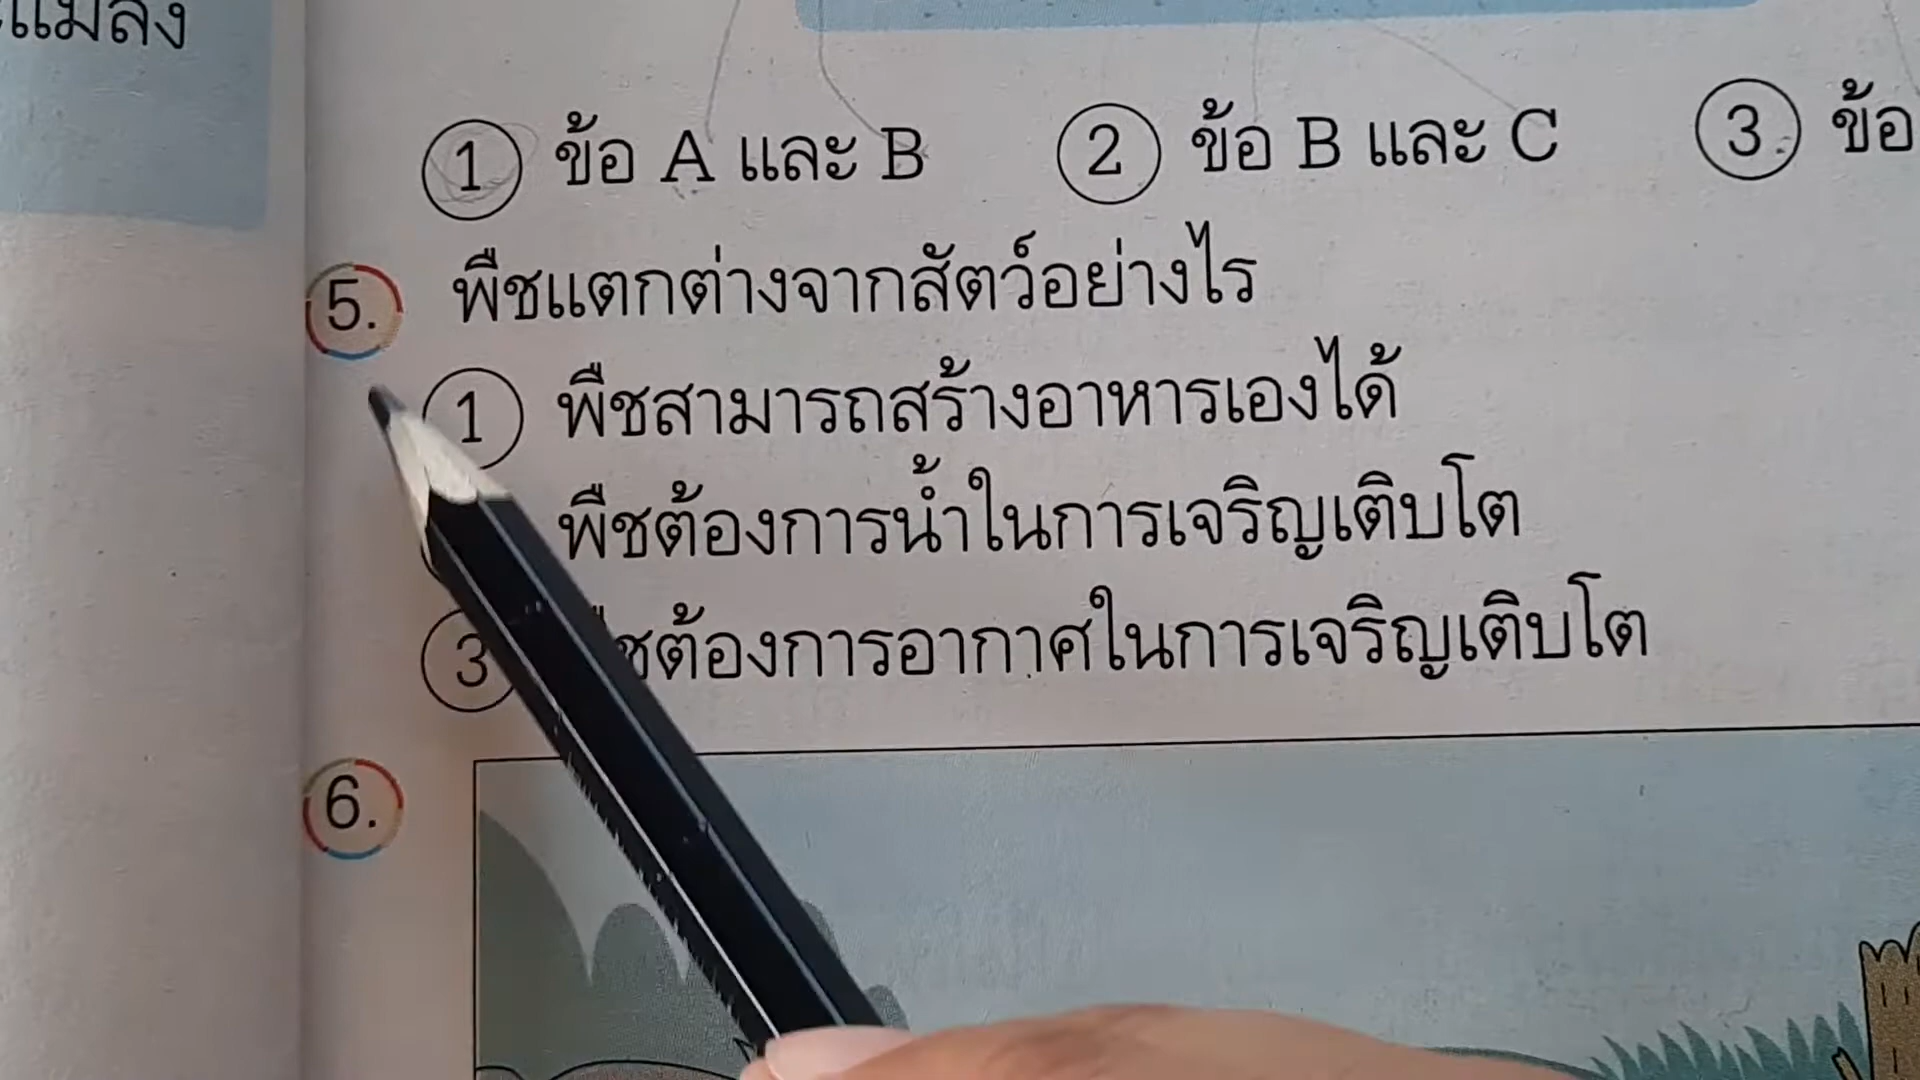 แมลง
1 ข้อ A และ B 2 ข้อ B และ C 3 ข้อ
5. พืชแตกต่างจากสัตว์อย่างไร
1 พืชสามารถสร้างอาหารเองได้
พืชต้องการน้ำในการเจริญเติบโต
3 พืชต้องการอากาศในการเจริญเติบโต
6.